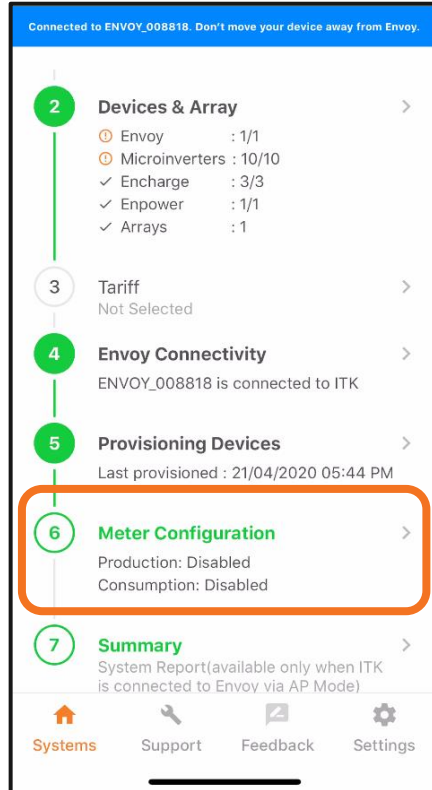 Connected to ENVOY_008818. Don't move your device away from Envoy.
2
Devices & Array
Envoy : 1/1
Microinverters : 10/10
Encharge : 3/3
Enpower : 1/1
Arrays : 1
3
Tariff
Not Selected
4
Envoy Connectivity
ENVOY_008818 is connected to ITK
5
Provisioning Devices
Last provisioned : 21/04/2020 05:44 PM
6
Meter Configuration
Production: Disabled
Consumption: Disabled
7
Summary
System Report(available only when ITK
is connected to Envoy via AP Mode)
Systems Support Feedback Settings